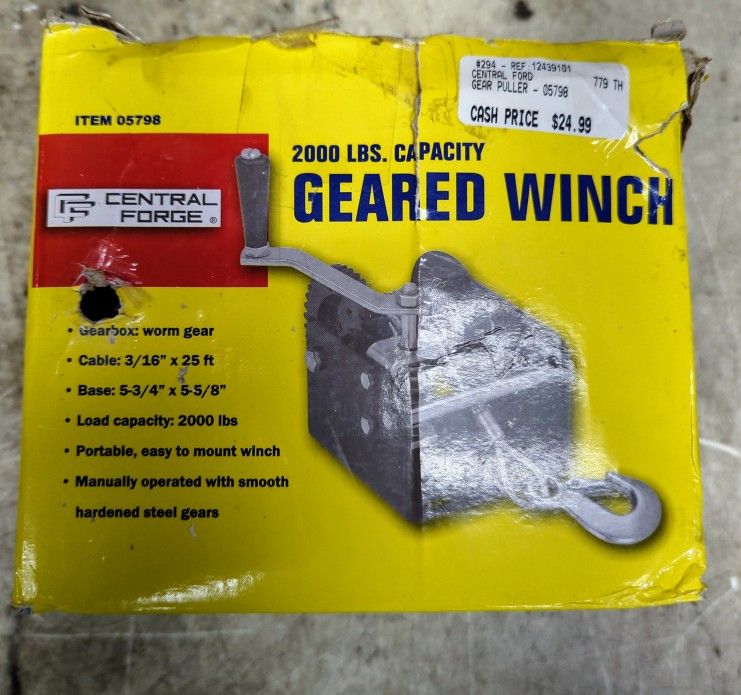 #294 - REF:12439101
CENTRAL FORD 779 TH
GEAR PULLER - 05798
CASH PRICE $24.99
ITEM 05798
2000 LBS. CAPACITY
GEARED WINCH
CF CENTRAL
FORGE®
• Gearbox: worm gear
• Cable: 3/16" x 25 ft
• Base: 5-3/4" x 5-5/8"
• Load capacity: 2000 lbs
• Portable, easy to mount winch
• Manually operated with smooth
hardened steel gears